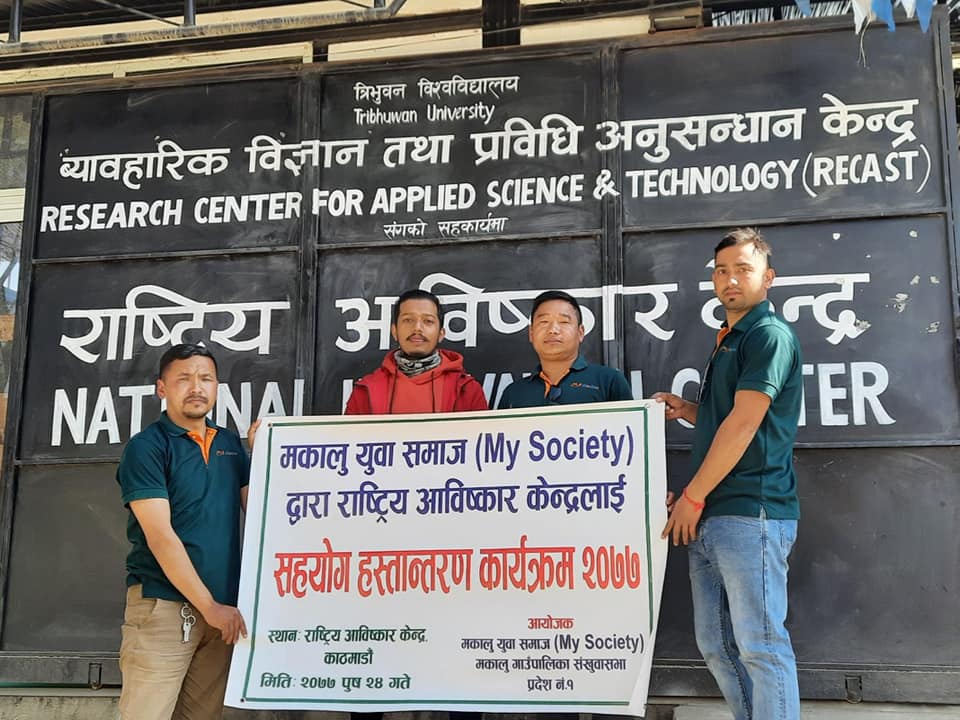 त्रिभुवन विश्वविद्यालय
Tribhuwan University
ब्यावहारिक विज्ञान तथा प्रविधि अनुसन्धान केन्द्र
RESEARCH CENTER FOR APPLIED SCIENCE & TECHNOLOGY (RECAST)
संगको सहकार्यमा
राष्ट्रिय आविष्कार केन्द्र
NATIONAL CENTER
मकालु युवा समाज (My Society)
द्वारा राष्ट्रिय आविष्कार केन्द्रलाई
सहयोग हस्तान्तरण कार्यक्रम २०७७
स्थानः राष्ट्रिय आविष्कार केन्द्र,
काठमाडौ
मितिः २०७७ पुष २४ गते
आयोजक
मकालु युवा समाज (My Society)
मकालु गाउँपालिका संखुवासभा
प्रदेश नं.१